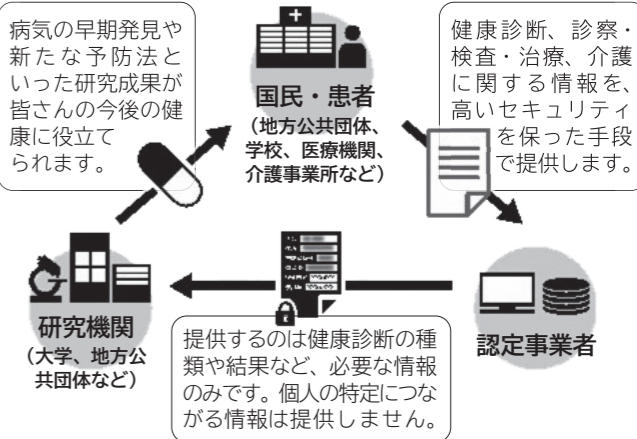 病気の早期発見や
新たな予防法と
いった研究成果が
皆さんの今後の健
康に役立て
られます。
国民・患者
（地方公共団体、
学校、医療機関、
介護事業所など）
健康診断、診察・
検査・治療、介護
に関する情報を、
高いセキュリティ
を保った手段
で提供します。
研究機関
（大学、地方公
共団体など）
提供するのは健康診断の種
類や結果など、必要な情報
のみです。個人の特定につな
がる情報は提供しません。
認定事業者